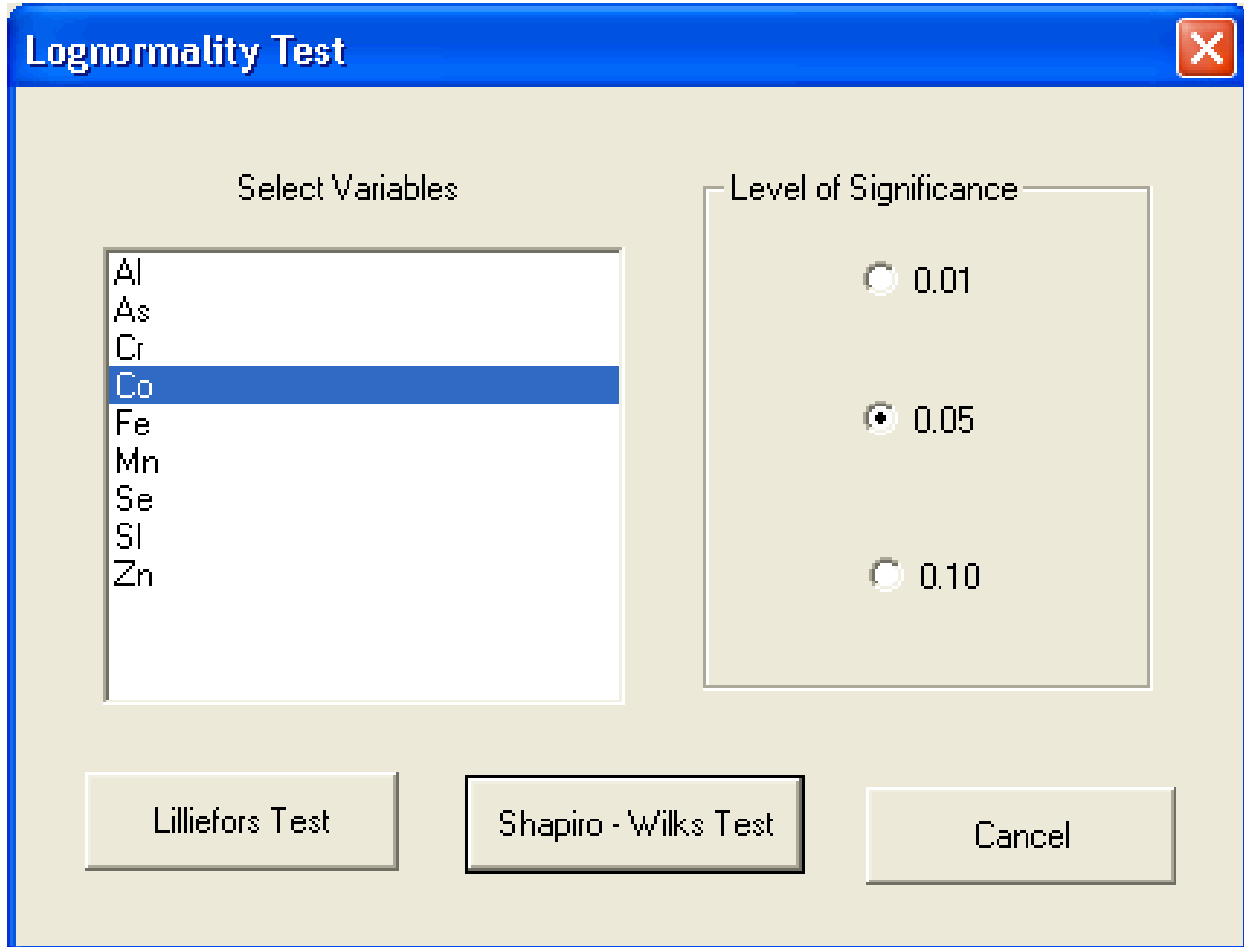 Lognormality Test
Select Variables
Al
As
Cr
Co
Fe
Mn
Se
Sl
Zn
Level of Significance
0.01
0.05
0.10
Lilliefors Test
Shapiro - Wilks Test
Cancel